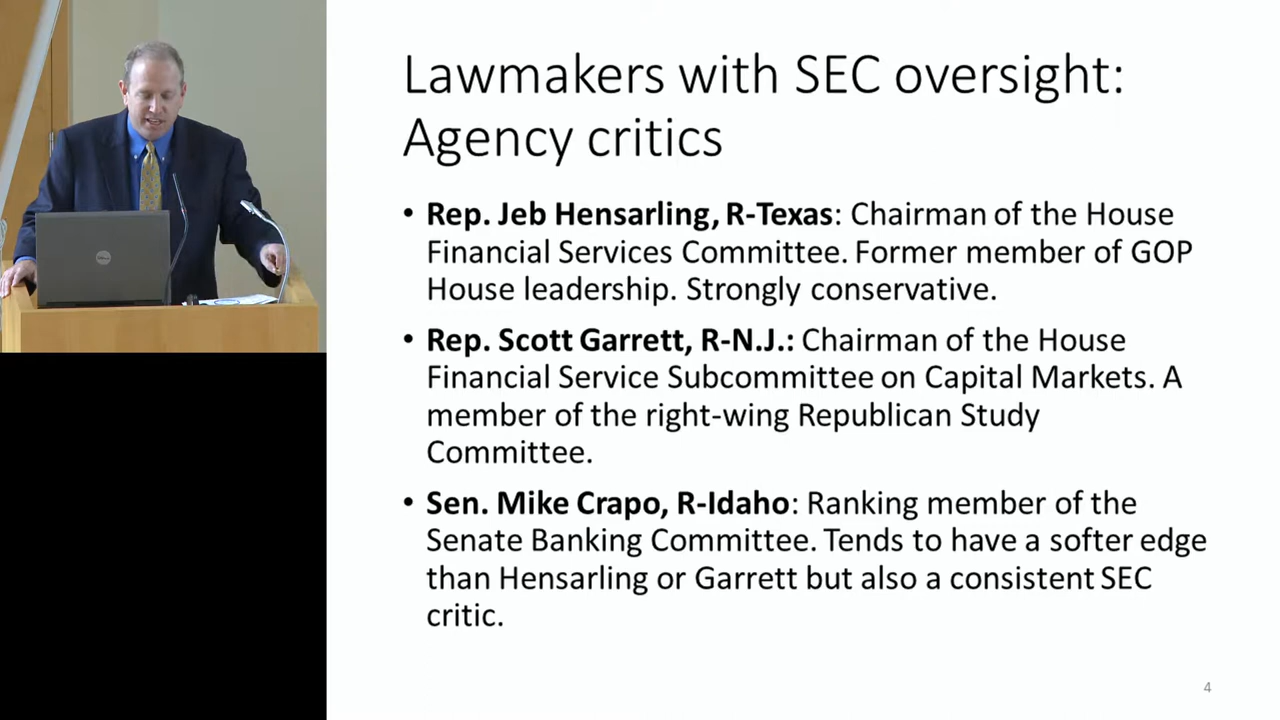 Lawmakers with SEC oversight:
Agency critics
• Rep. Jeb Hensarling, R-Texas: Chairman of the House
Financial Services Committee. Former member of GOP
House leadership. Strongly conservative.
• Rep. Scott Garrett, R-N.J.: Chairman of the House
Financial Service Subcommittee on Capital Markets. A
member of the right-wing Republican Study
Committee.
• Sen. Mike Crapo, R-Idaho: Ranking member of the
Senate Banking Committee. Tends to have a softer edge
than Hensarling or Garrett but also a consistent SEC
critic.
4